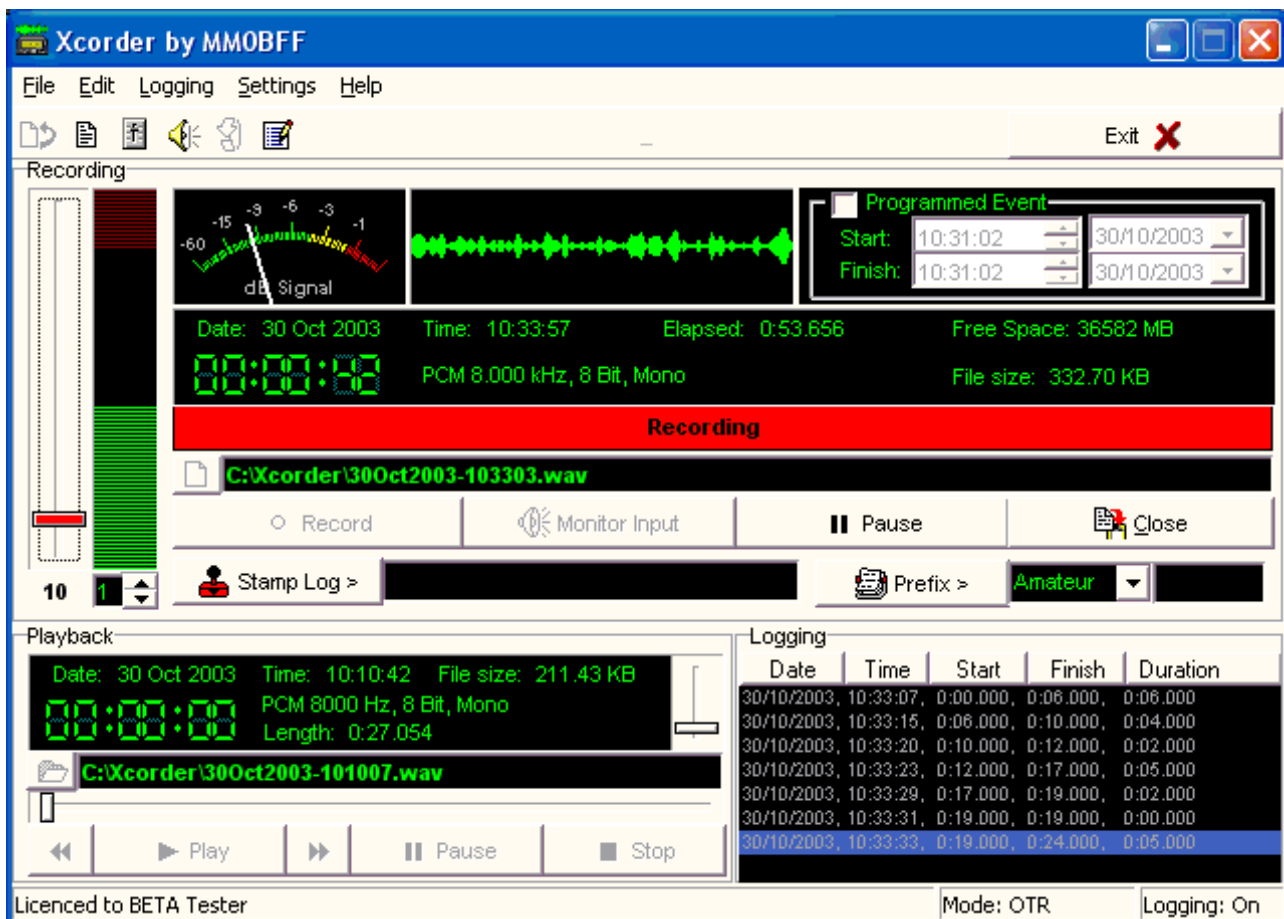 Xcorder by MM0BFF
File Edit Logging Settings Help
Exit
Recording
-60 -15 -9 -6 -3 -1
dB Signal
Programmed Event
Start: 10:31:02 30/10/2003
Finish: 10:31:02 30/10/2003
Date: 30 Oct 2003 Time: 10:33:57 Elapsed: 0:53.656 Free Space: 36582 MB
00:00:42 PCM 8.000 kHz, 8 Bit, Mono File size: 332.70 KB
Recording
C:\Xcorder\30Oct2003-103303.wav
Record Monitor Input Pause Close
10 1 Stamp Log > Prefix > Amateur
Playback
Date: 30 Oct 2003 Time: 10:10:42 File size: 211.43 KB
00:00:00 PCM 8000 Hz, 8 Bit, Mono
Length: 0:27.054
C:\Xcorder\30Oct2003-101007.wav
Play Pause Stop
Logging
Date Time Start Finish Duration
30/10/2003, 10:33:07, 0:00.000, 0:06.000, 0:06.000
30/10/2003, 10:33:15, 0:06.000, 0:10.000, 0:04.000
30/10/2003, 10:33:20, 0:10.000, 0:12.000, 0:02.000
30/10/2003, 10:33:23, 0:12.000, 0:17.000, 0:05.000
30/10/2003, 10:33:29, 0:17.000, 0:19.000, 0:02.000
30/10/2003, 10:33:31, 0:19.000, 0:19.000, 0:00.000
30/10/2003, 10:33:33, 0:19.000, 0:24.000, 0:05.000
Licenced to BETA Tester Mode: OTR Logging: On